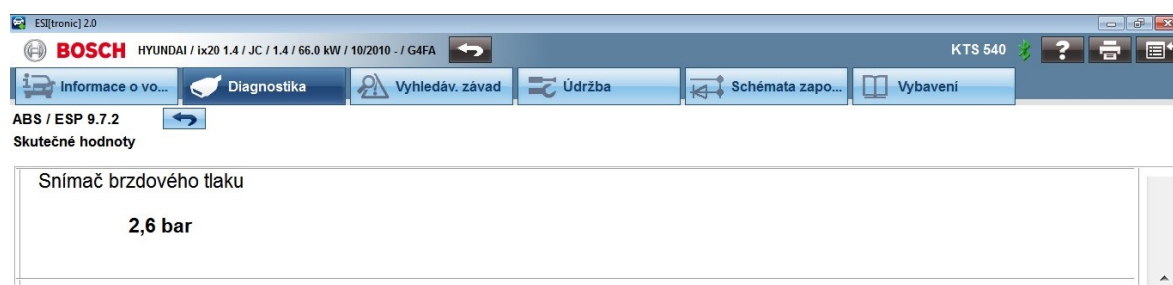 ESI[tronic] 2.0
BOSCH HYUNDAI / ix20 1.4 / JC / 1.4 / 66.0 kW / 10/2010 - / G4FA KTS 540 ?
Informace o vo... Diagnostika Vyhledáv. závad Údržba Schémata zapo... Vybavení
ABS / ESP 9.7.2
Skutečné hodnoty
Snímač brzdového tlaku
2,6 bar